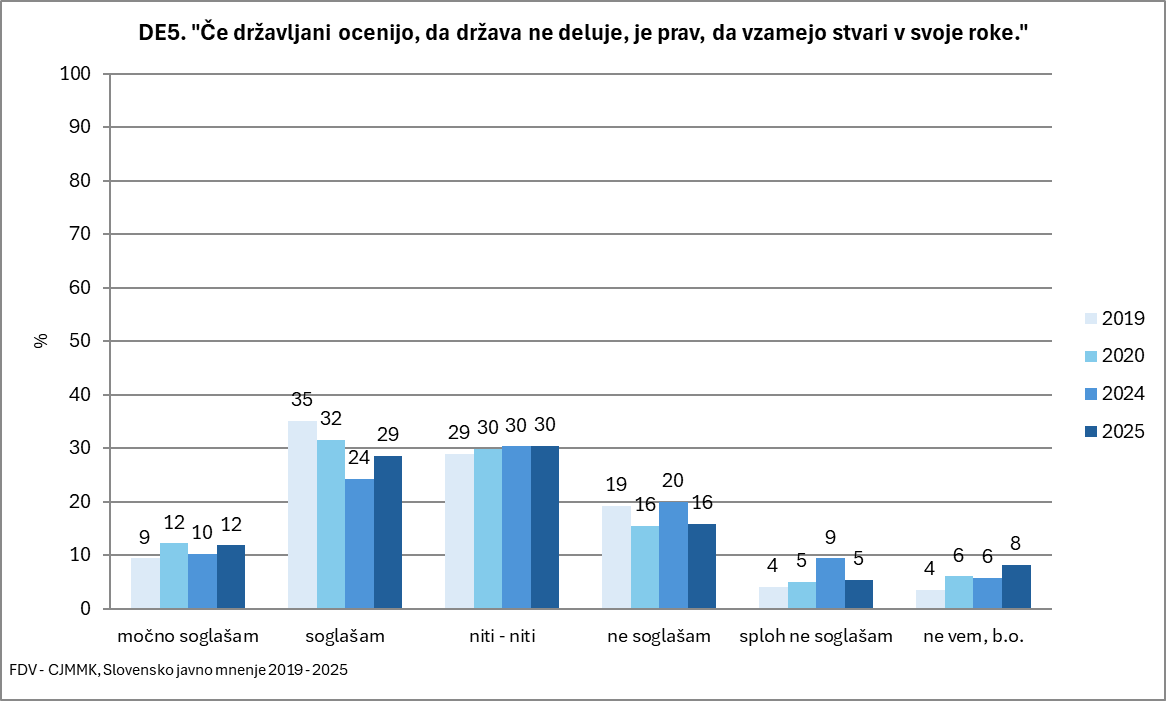 DE5. "Če državljani ocenijo, da država ne deluje, je prav, da vzamejo stvari v svoje roke."
100
90
80
70
60
50
40
30
20
10
0
%
9 12 10 12
35 32 24 29
29 30 30 30
19 16 20 16
4 5 9 5
4 6 6 8
močno soglašam soglašam niti - niti ne soglašam sploh ne soglašam ne vem, b.o.
2019
2020
2024
2025
FDV - CJMMK, Slovensko javno mnenje 2019 - 2025